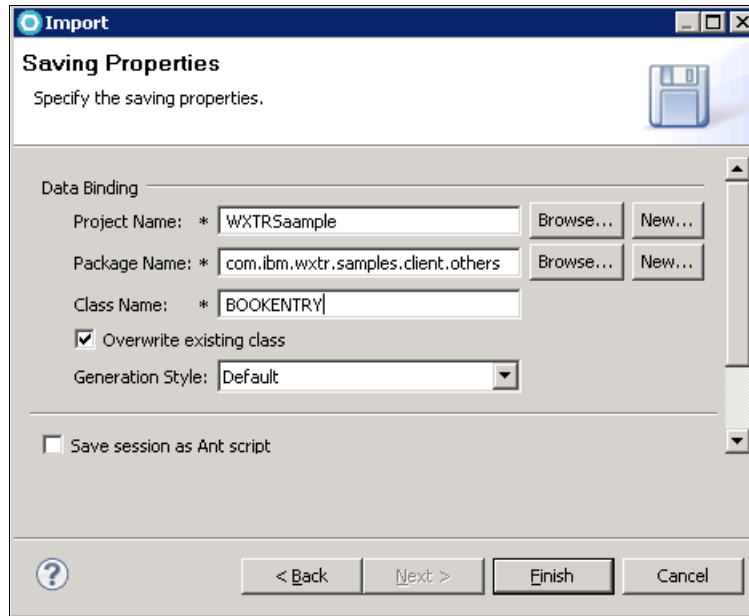 Import
Saving Properties
Specify the saving properties.
Data Binding
Project Name: * WXTRSaample Browse... New...
Package Name: * com.ibm.wxtr.samples.client.others Browse... New...
Class Name: * BOOKENTRY
Overwrite existing class
Generation Style: Default
Save session as Ant script
? < Back Next > Finish Cancel